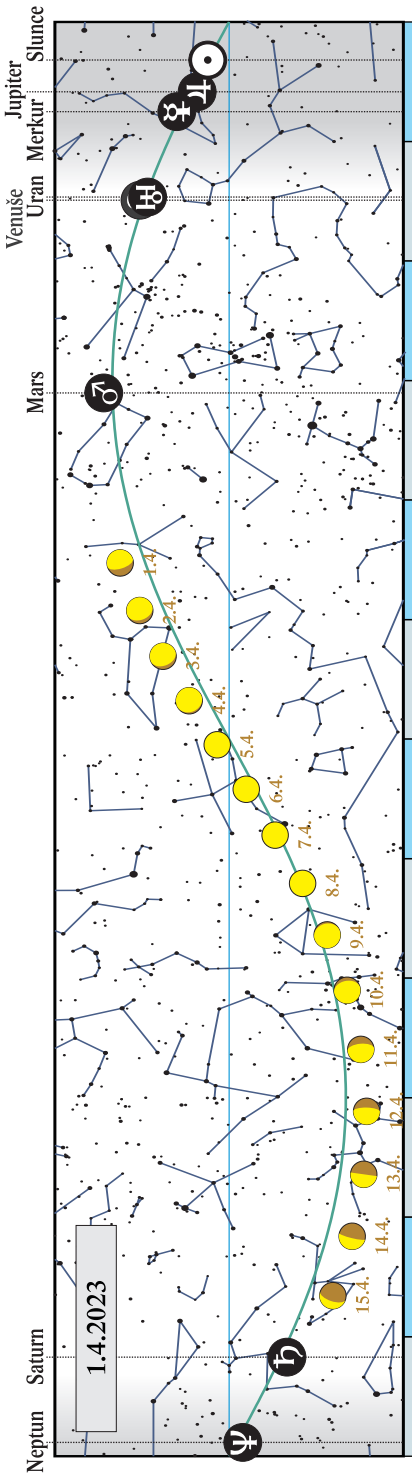 Neptun
Saturn
Mars
Venuše
Uran
Merkur
Jupiter
Slunce
1.4.2023
1.4.
2.4.
3.4.
4.4.
5.4.
6.4.
7.4.
8.4.
9.4.
10.4.
11.4.
12.4.
13.4.
14.4.
15.4.